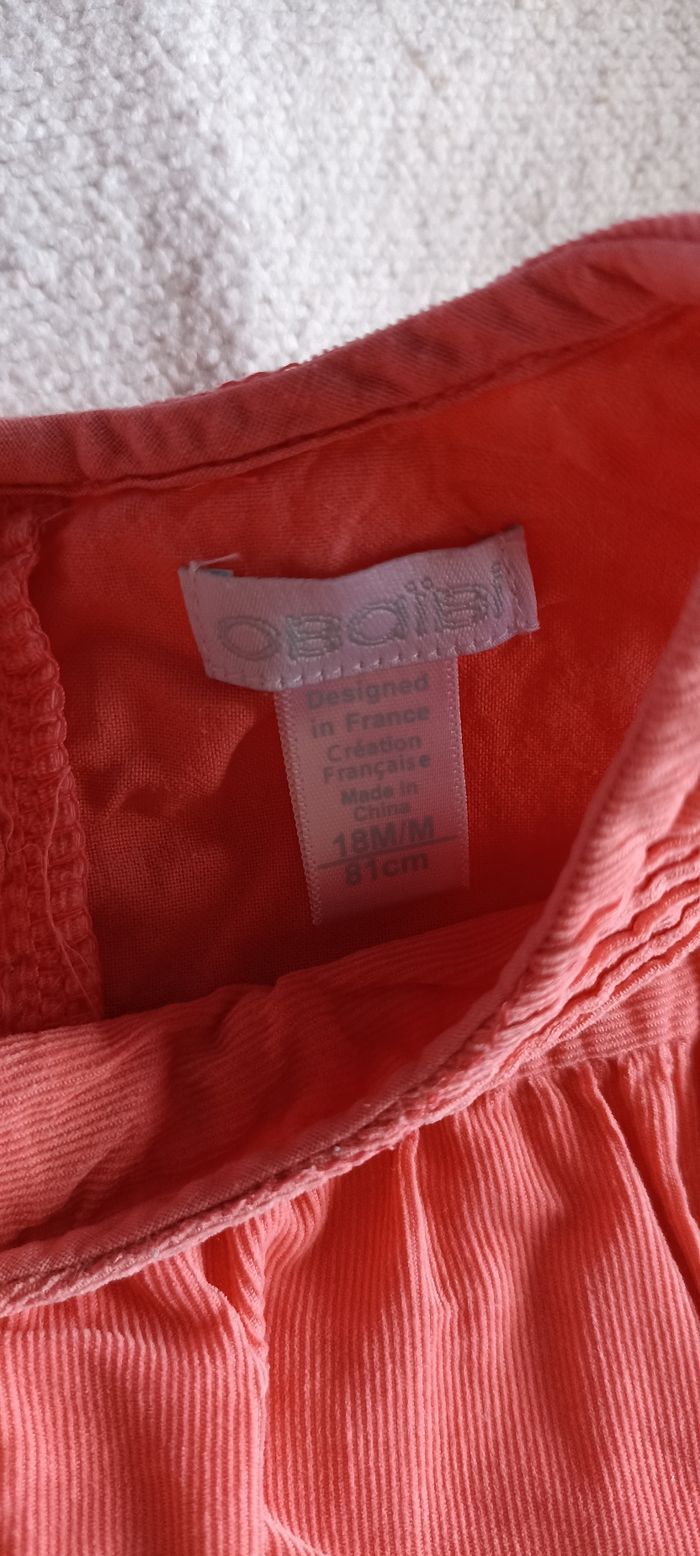 OBaïBi
Designed
in France
Création
Française
Made in
China
18M/M
81cm